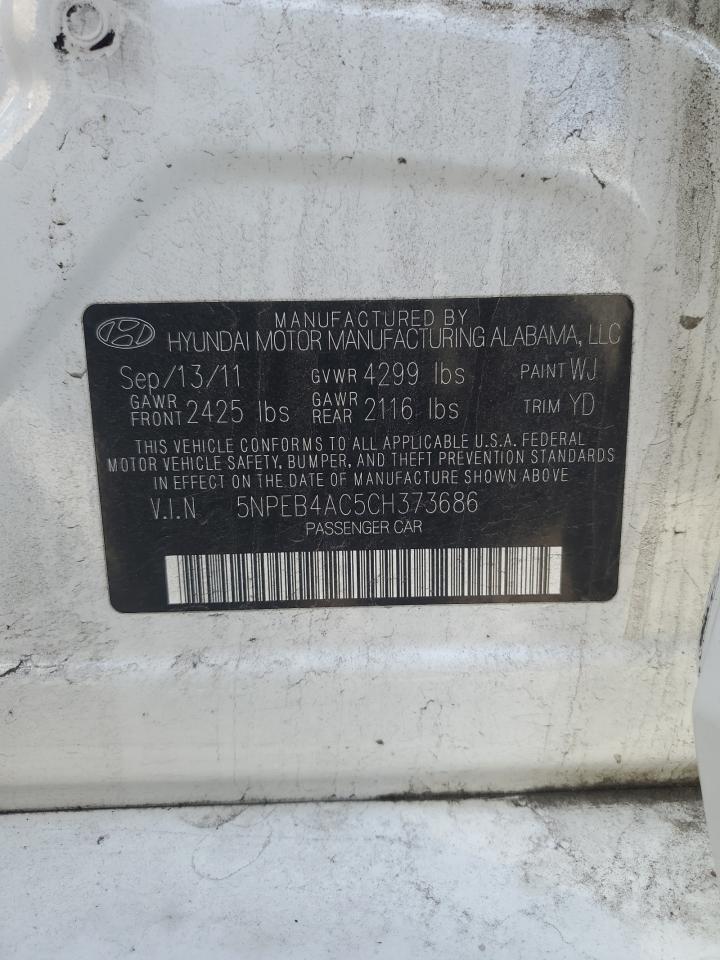 MANUFACTURED BY
HYUNDAI MOTOR MANUFACTURING ALABAMA, LLC
Sep/13/11 GVWR 4299 lbs PAINT WJ
GAWR FRONT 2425 lbs GAWR REAR 2116 lbs TRIM YD
THIS VEHICLE CONFORMS TO ALL APPLICABLE U.S.A. FEDERAL
MOTOR VEHICLE SAFETY, BUMPER, AND THEFT PREVENTION STANDARDS
IN EFFECT ON THE DATE OF MANUFACTURE SHOWN ABOVE
V.I.N 5NPEB4AC5CH373686
PASSENGER CAR